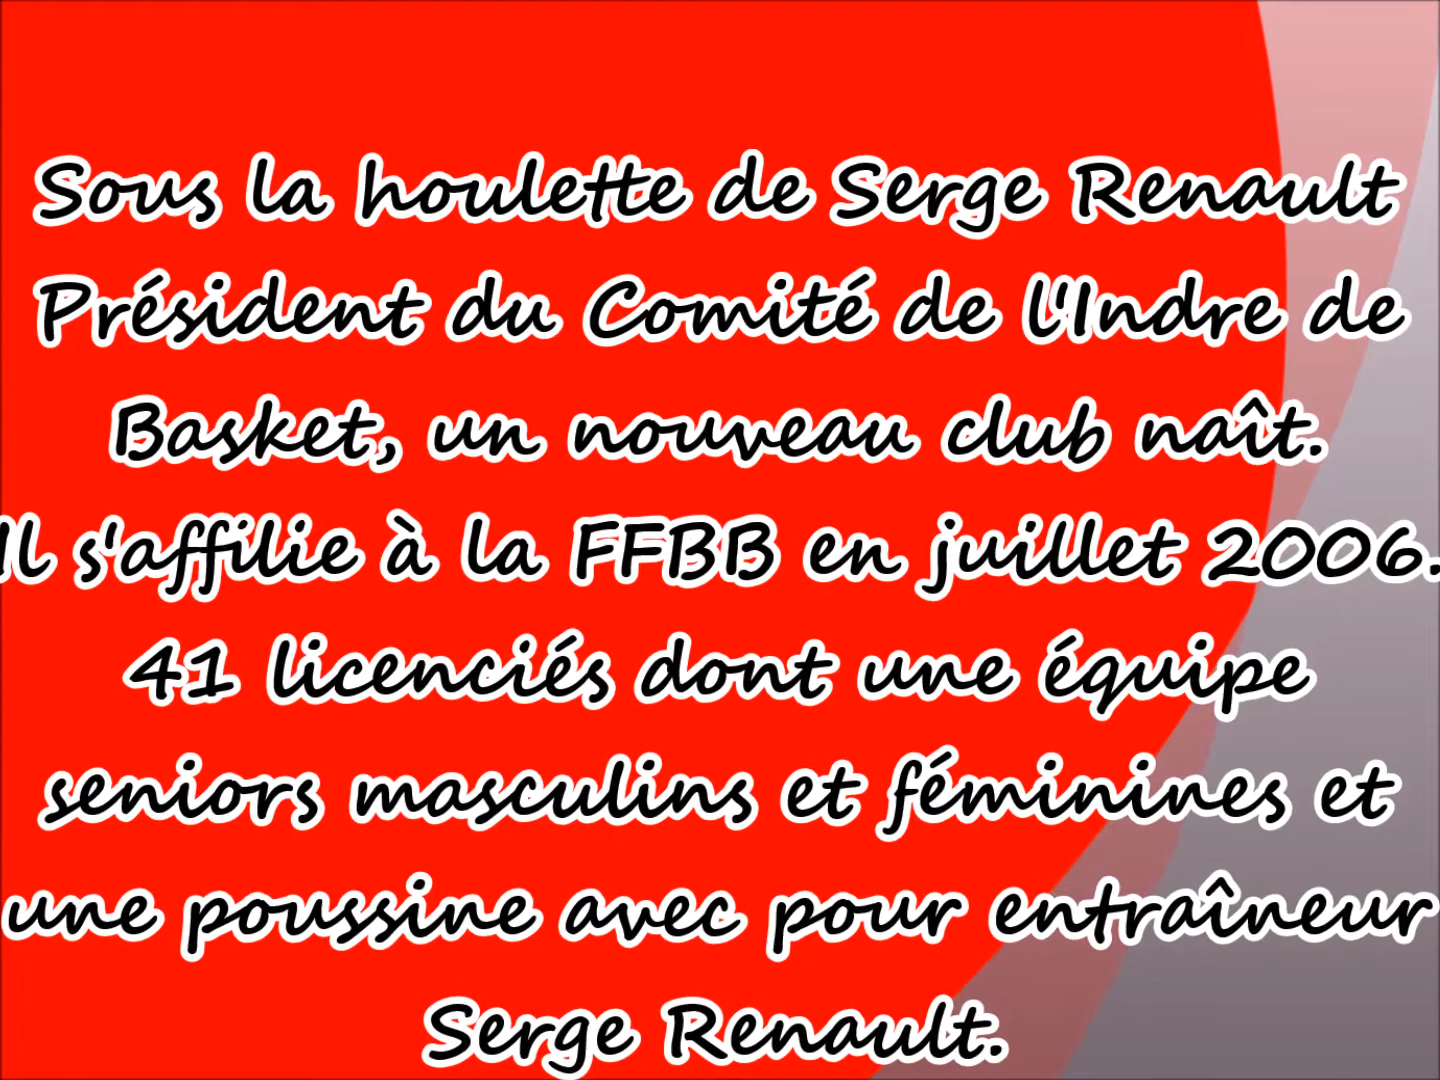 Sous la houlette de Serge Renault
Président du Comité de l'Indre de
Basket, un nouveau club naît.
Il s'affilie à la FFBB en juillet 2006.
41 licenciés dont une équipe
seniors masculins et féminines et
une poussine avec pour entraîneur
Serge Renault.